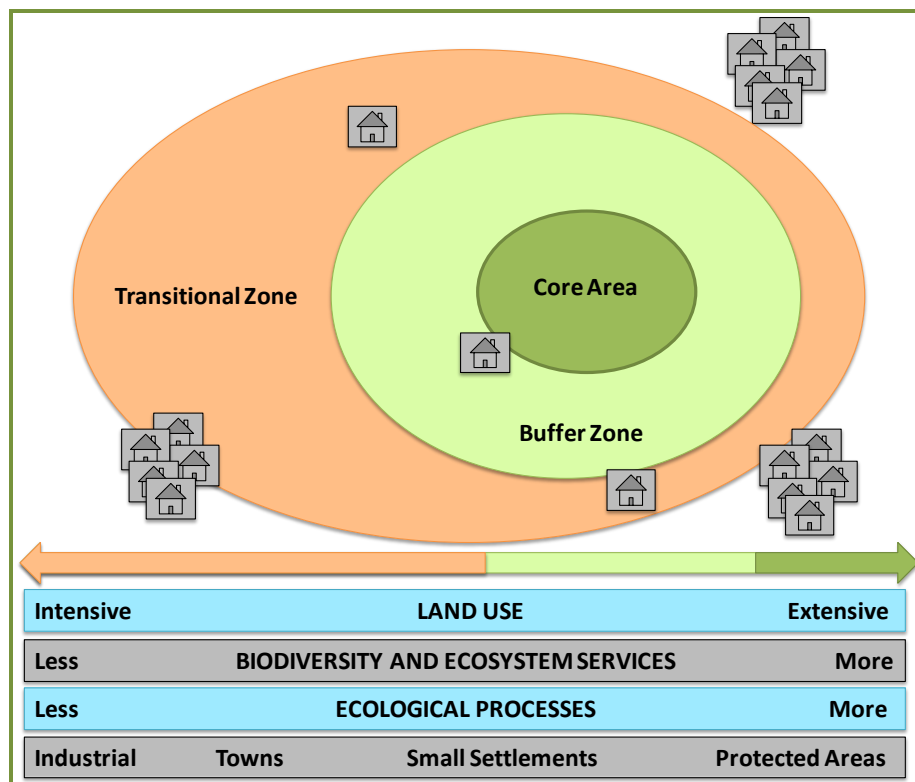 Transitional Zone
Core Area
Buffer Zone
Intensive LAND USE Extensive
Less BIODIVERSITY AND ECOSYSTEM SERVICES More
Less ECOLOGICAL PROCESSES More
Industrial Towns Small Settlements Protected Areas